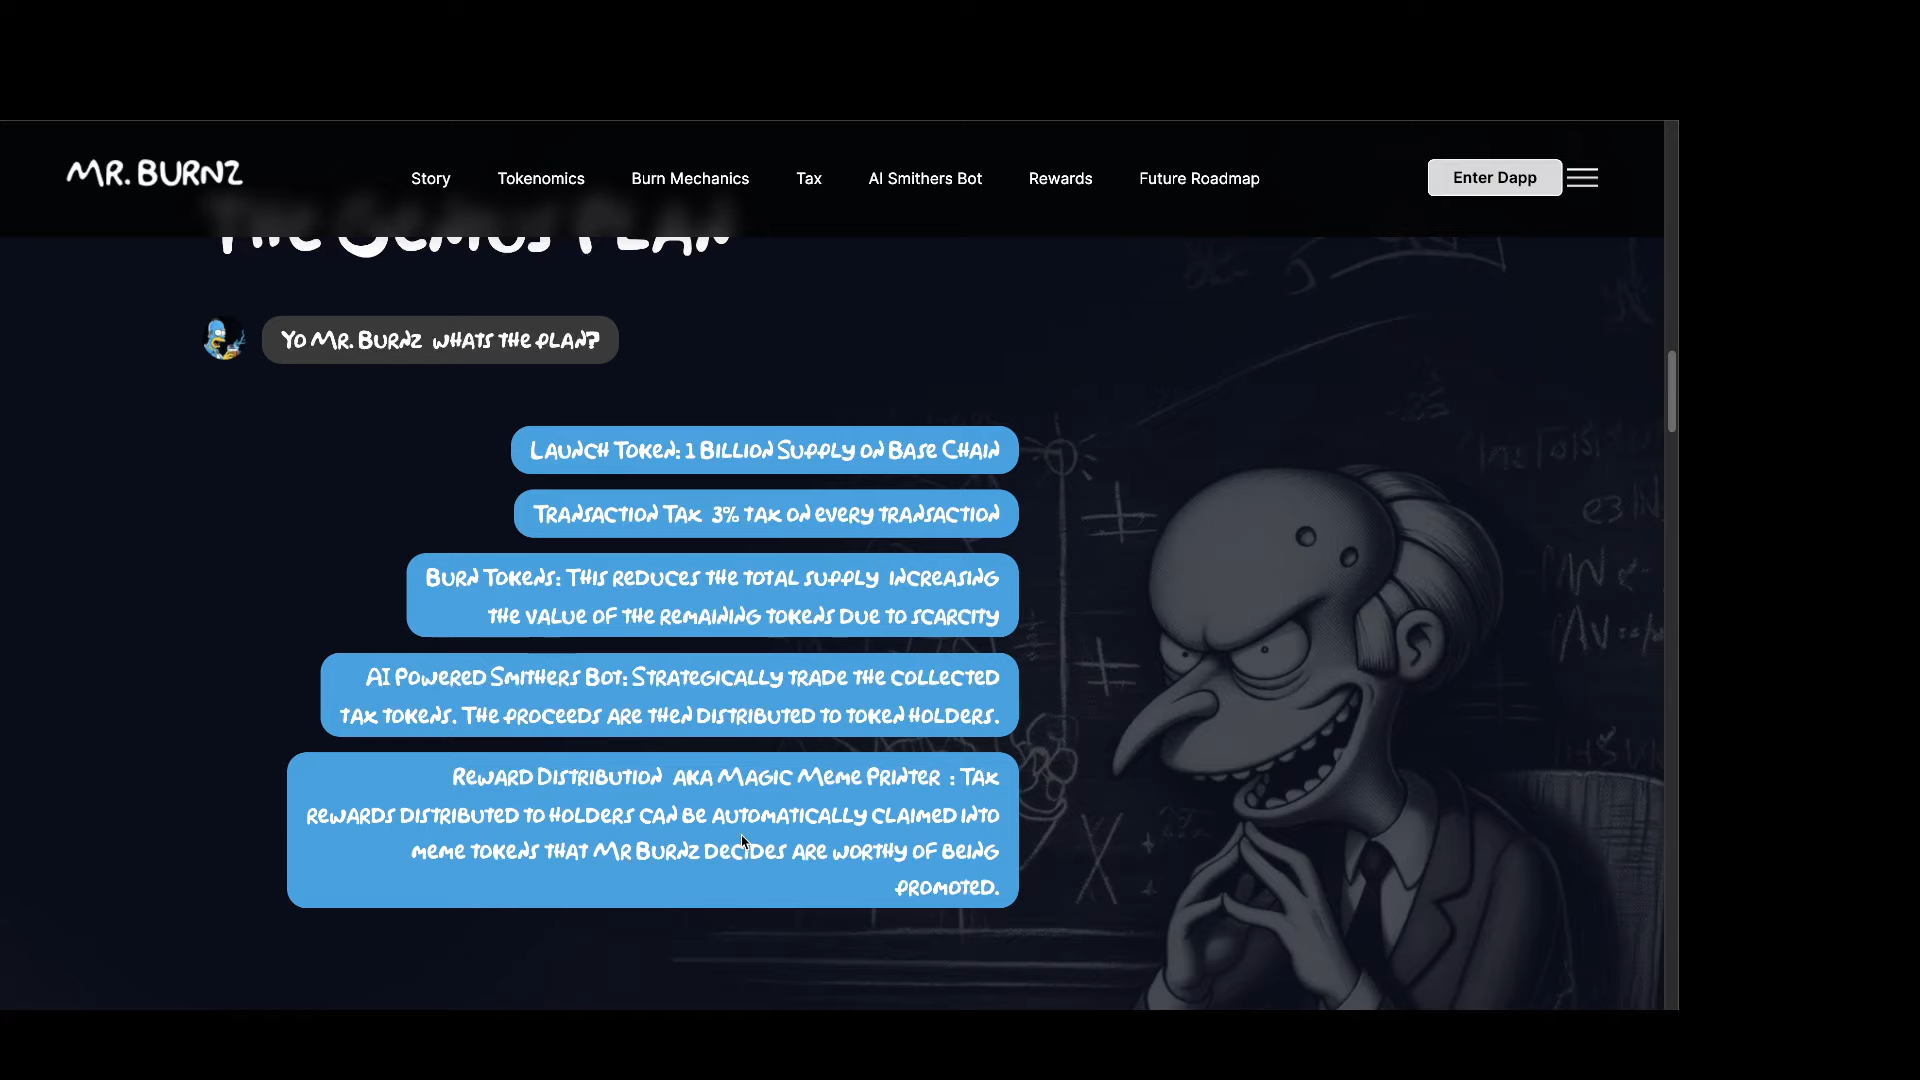 MR. BURNZ
Story Tokenomics Burn Mechanics Tax AI Smithers Bot Rewards Future Roadmap Enter Dapp
THE GENIUS PLAN
YO MR. BURNZ WHATS THE PLAN?
LAUNCH TOKEN: 1 BILLION SUPPLY ON BASE CHAIN
TRANSACTION TAX 3% TAX ON EVERY TRANSACTION
BURN TOKENS: THIS REDUCES THE TOTAL SUPPLY INCREASING
THE VALUE OF THE REMAINING TOKENS DUE TO SCARCITY
AI POWERED SMITHERS BOT: STRATEGICALLY TRADE THE COLLECTED
TAX TOKENS. THE PROCEEDS ARE THEN DISTRIBUTED TO TOKEN HOLDERS.
REWARD DISTRIBUTION AKA MAGIC MEME PRINTER : TAX
REWARDS DISTRIBUTED TO HOLDERS CAN BE AUTOMATICALLY CLAIMED INTO
MEME TOKENS THAT MR BURNZ DECIDES ARE WORTHY OF BEING
PROMOTED.